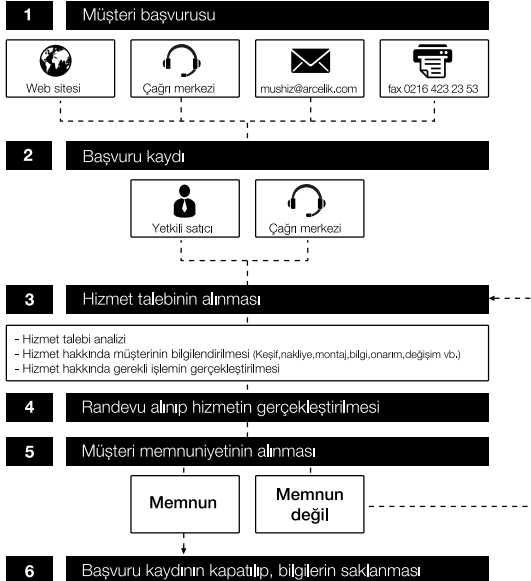 1 Müşteri başvurusu
Web sitesi
Çağrı merkezi
mushiz@arcelik.com
fax 0216 423 23 53
2 Başvuru kaydı
Yetkili satıcı
Çağrı merkezi
3 Hizmet talebinin alınması
- Hizmet talebi analizi
- Hizmet hakkında müşterinin bilgilendirilmesi (Keşif,nakliye,montaj,bilgi,onarım,değişim vb.)
- Hizmet hakkında gerekli işlemin gerçekleştirilmesi
4 Randevu alınıp hizmetin gerçekleştirilmesi
5 Müşteri memnuniyetinin alınması
Memnun
Memnun
değil
6 Başvuru kaydının kapatılıp, bilgilerin saklanması